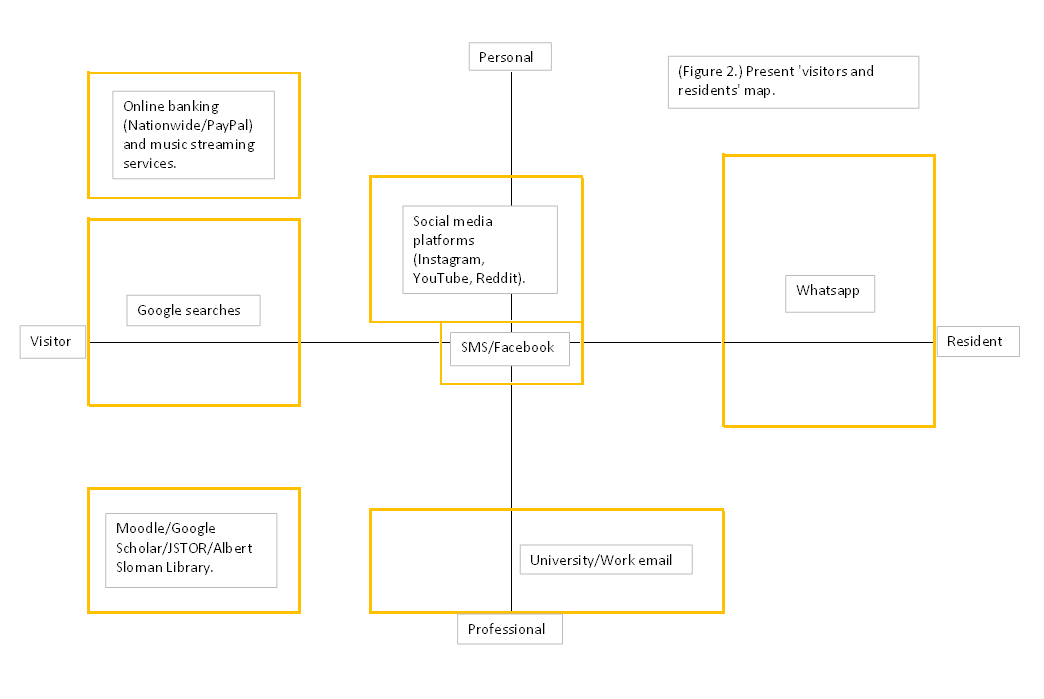 Personal
(Figure 2.) Present 'visitors and
residents' map.
Online banking
(Nationwide/PayPal)
and music streaming
services.
Social media
platforms
(Instagram,
YouTube, Reddit).
Whatsapp
Google searches
Visitor
SMS/Facebook
Resident
Moodle/Google
Scholar/JSTOR/Albert
Sloman Library.
University/Work email
Professional